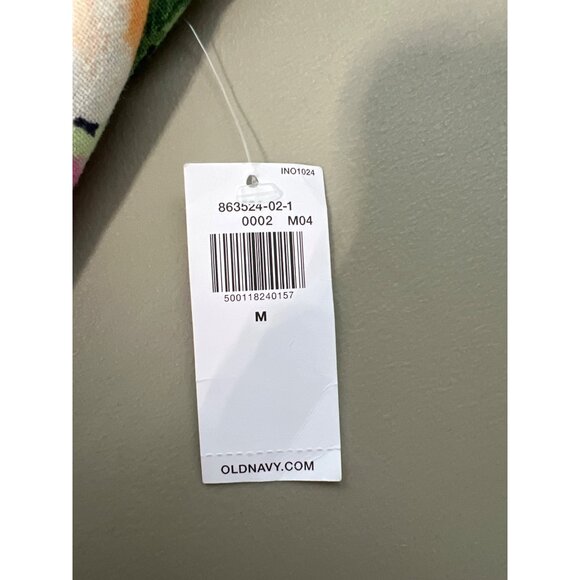 INO1024
863524-02-1
0002 M04
500118240157
M
OLDNAVY.COM